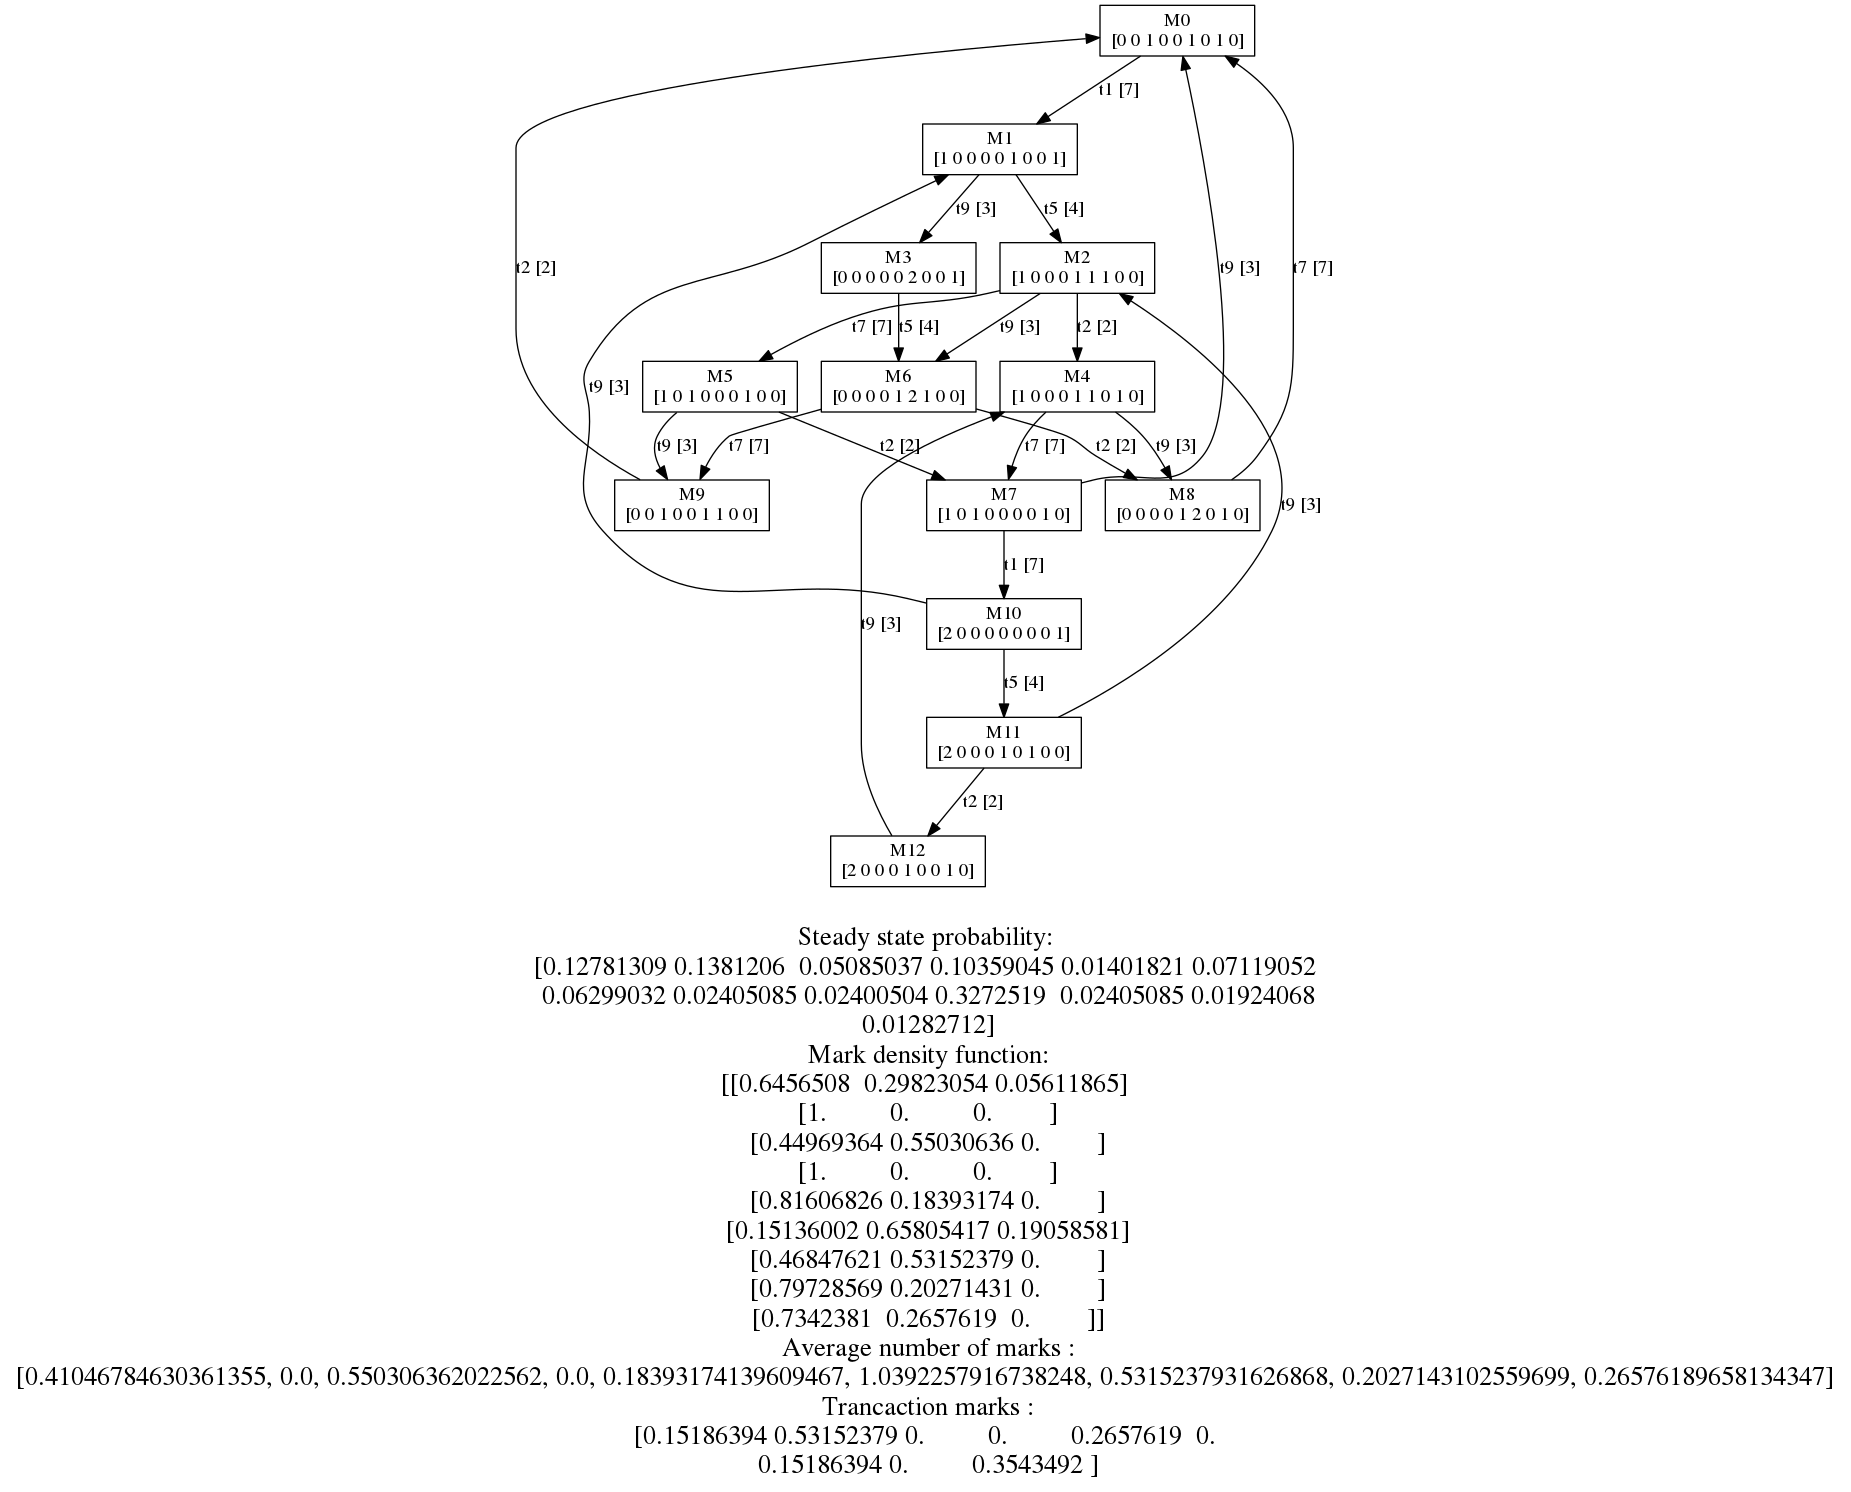 M0
[0 0 1 0 0 1 0 1 0]
t1 [7]
M1
[1 0 0 0 0 1 0 0 1]
t9 [3]
t5 [4]
M3
[0 0 0 0 0 2 0 0 1]
M2
[1 0 0 0 1 1 1 0 0]
t2 [2]
t9 [3]
t7 [7]
t7 [7]
t5 [4]
t9 [3]
t2 [2]
M5
[1 0 1 0 0 0 1 0 0]
M6
[0 0 0 0 1 2 1 0 0]
M4
[1 0 0 0 1 1 0 1 0]
t9 [3]
t9 [3]
t7 [7]
t2 [2]
t7 [7]
t2 [2]
t9 [3]
M9
[0 0 1 0 0 1 1 0 0]
M7
[1 0 1 0 0 0 0 1 0]
M8
[0 0 0 0 1 2 0 1 0]
t9 [3]
t1 [7]
M10
[2 0 0 0 0 0 0 0 1]
t9 [3]
t5 [4]
M11
[2 0 0 0 1 0 1 0 0]
t2 [2]
M12
[2 0 0 0 1 0 0 1 0]
Steady state probability:
[0.12781309 0.1381206  0.05085037 0.10359045 0.01401821 0.07119052
0.06299032 0.02405085 0.02400504 0.3272519  0.02405085 0.01924068
0.01282712]
Mark density function:
[[0.6456508  0.29823054 0.05611865]
[1. 0. 0. ]
[0.44969364 0.55030636 0. ]
[1. 0. 0. ]
[0.81606826 0.18393174 0. ]
[0.15136002 0.65805417 0.19058581]
[0.46847621 0.53152379 0. ]
[0.79728569 0.20271431 0. ]
[0.7342381  0.2657619  0. ]]
Average number of marks :
[0.41046784630361355, 0.0, 0.550306362022562, 0.0, 0.18393174139609467, 1.0392257916738248, 0.5315237931626868, 0.2027143102559699, 0.26576189658134347]
Trancaction marks :
[0.15186394 0.53152379 0. 0. 0.2657619  0.
0.15186394 0. 0.3543492 ]